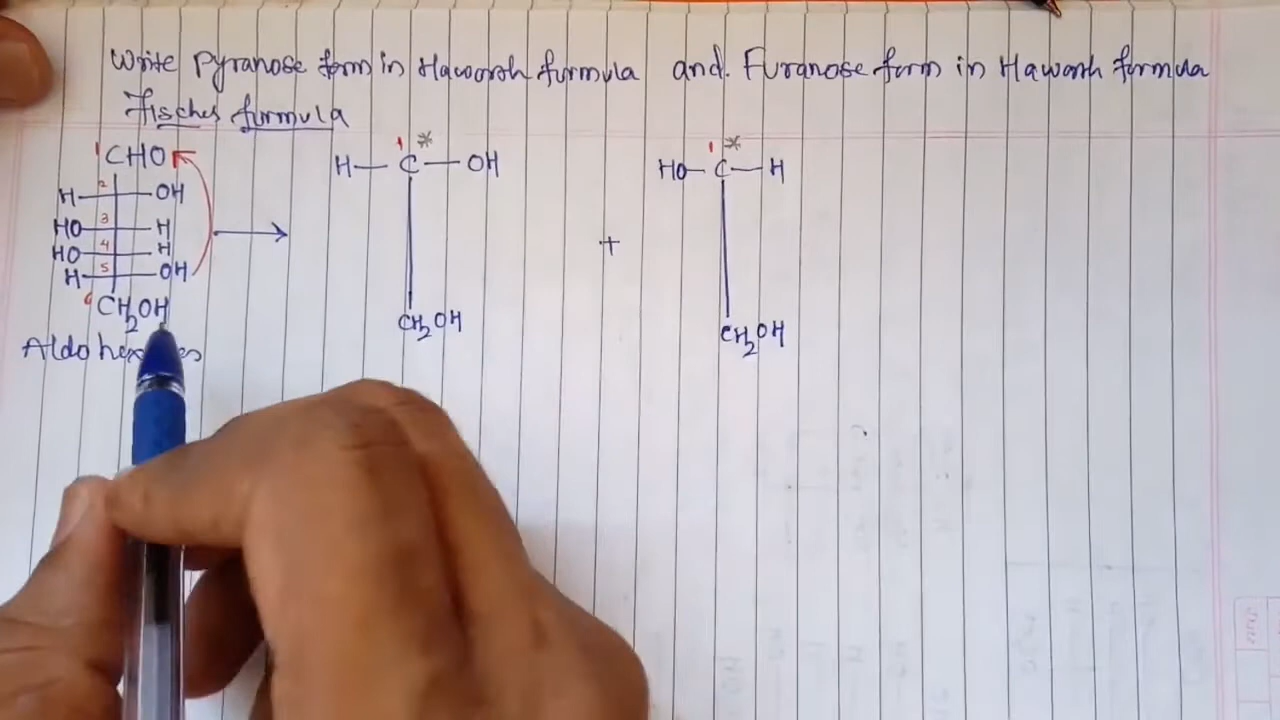 Write Pyranose form in Haworth formula and. Furanose form in Haworth formula
Fischer formula
1 CHO
H 2 OH
HO 3 H
HO 4 H
H 5 OH
6 CH2OH
Aldohexoses
H C 1 * OH
CH2OH
+
HO C 1 * H
CH2OH